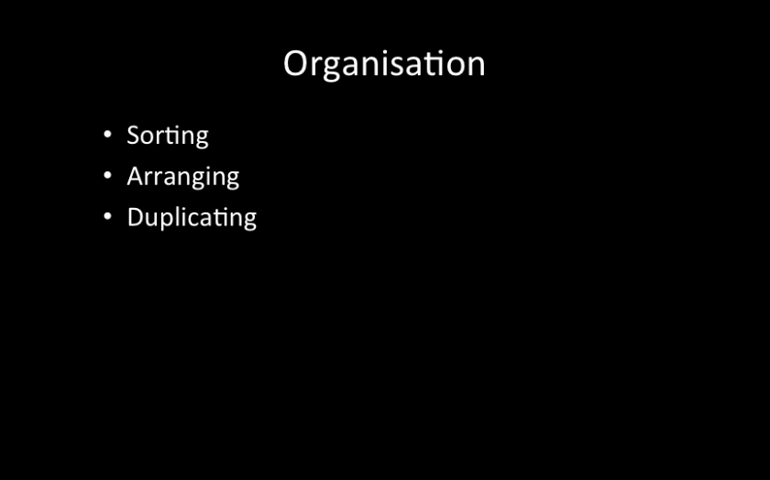 Organisation
• Sorting
• Arranging
• Duplicating